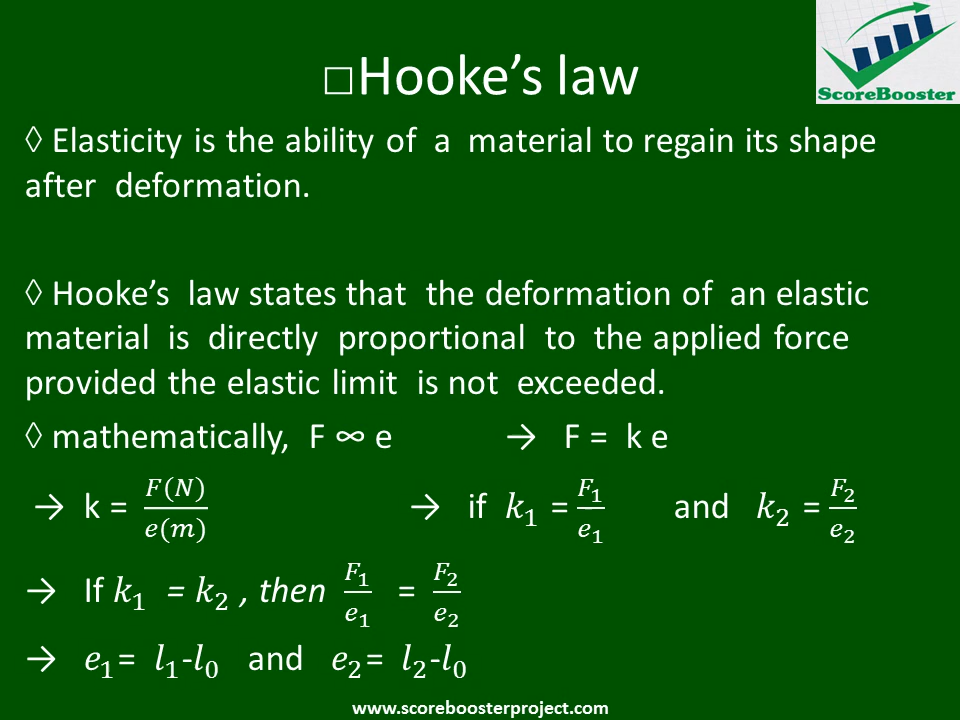 □Hooke’s law
ScoreBooster
◊ Elasticity is the ability of a material to regain its shape
after deformation.
◊ Hooke’s law states that the deformation of an elastic
material is directly proportional to the applied force
provided the elastic limit is not exceeded.
◊ mathematically, F ∞ e → F = k e
→ k = F(N)/e(m) → if k₁ = F₁/e₁ and k₂ = F₂/e₂
→ If k₁ = k₂ , then F₁/e₁ = F₂/e₂
→ e₁= l₁-l₀ and e₂= l₂-l₀
www.scoreboosterproject.com